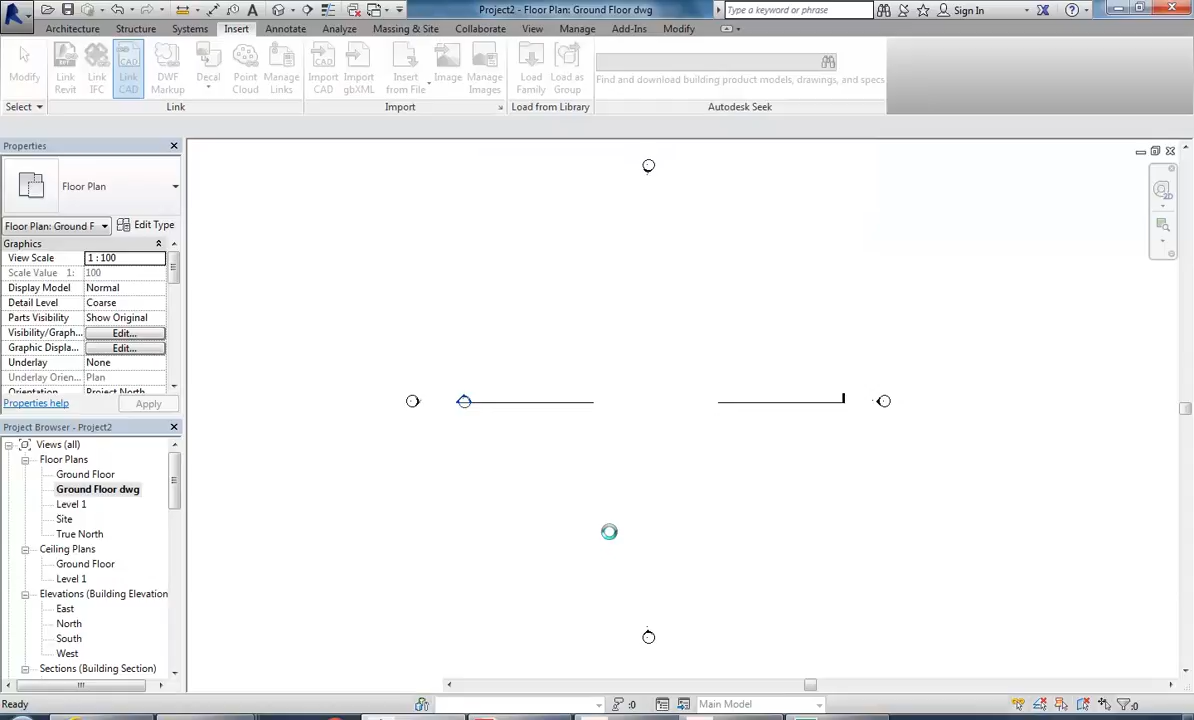 Project2 - Floor Plan: Ground Floor dwg
Type a keyword or phrase
Sign In
Architecture Structure Systems Insert Annotate Analyze Massing & Site Collaborate View Manage Add-Ins Modify
Modify
Link Revit
Link IFC
Link CAD
DWF Markup
Decal
Point Cloud
Manage Links
Import CAD
Import gbXML
Insert from File
Image
Manage Images
Load Family
Load as Group
Find and download building product models, drawings, and specs
Select Link Import Load from Library Autodesk Seek
Properties
Floor Plan
Floor Plan: Ground F Edit Type
Graphics
View Scale 1 : 100
Scale Value 1: 100
Display Model Normal
Detail Level Coarse
Parts Visibility Show Original
Visibility/Graph... Edit...
Graphic Displa... Edit...
Underlay None
Underlay Orien... Plan
Orientation Project North
Properties help Apply
Project Browser - Project2
Views (all)
Floor Plans
Ground Floor
Ground Floor dwg
Level 1
Site
True North
Ceiling Plans
Ground Floor
Level 1
Elevations (Building Elevation
East
North
South
West
Sections (Building Section)
Ready
:0
Main Model
:0
2D